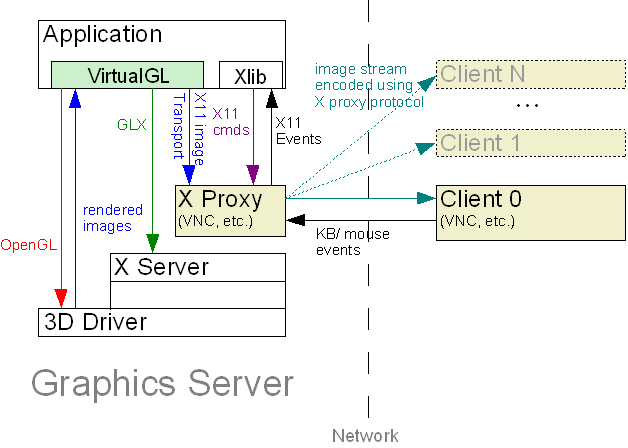 Application
VirtualGL
Xlib
image stream
encoded using
X proxy protocol
Client N
...
Client 1
GLX
X11 image
Transport
X11
cmds
X11
Events
X Proxy
(VNC, etc.)
Client 0
(VNC, etc.)
rendered
images
KB/ mouse
events
OpenGL
X Server
3D Driver
Graphics Server
Network